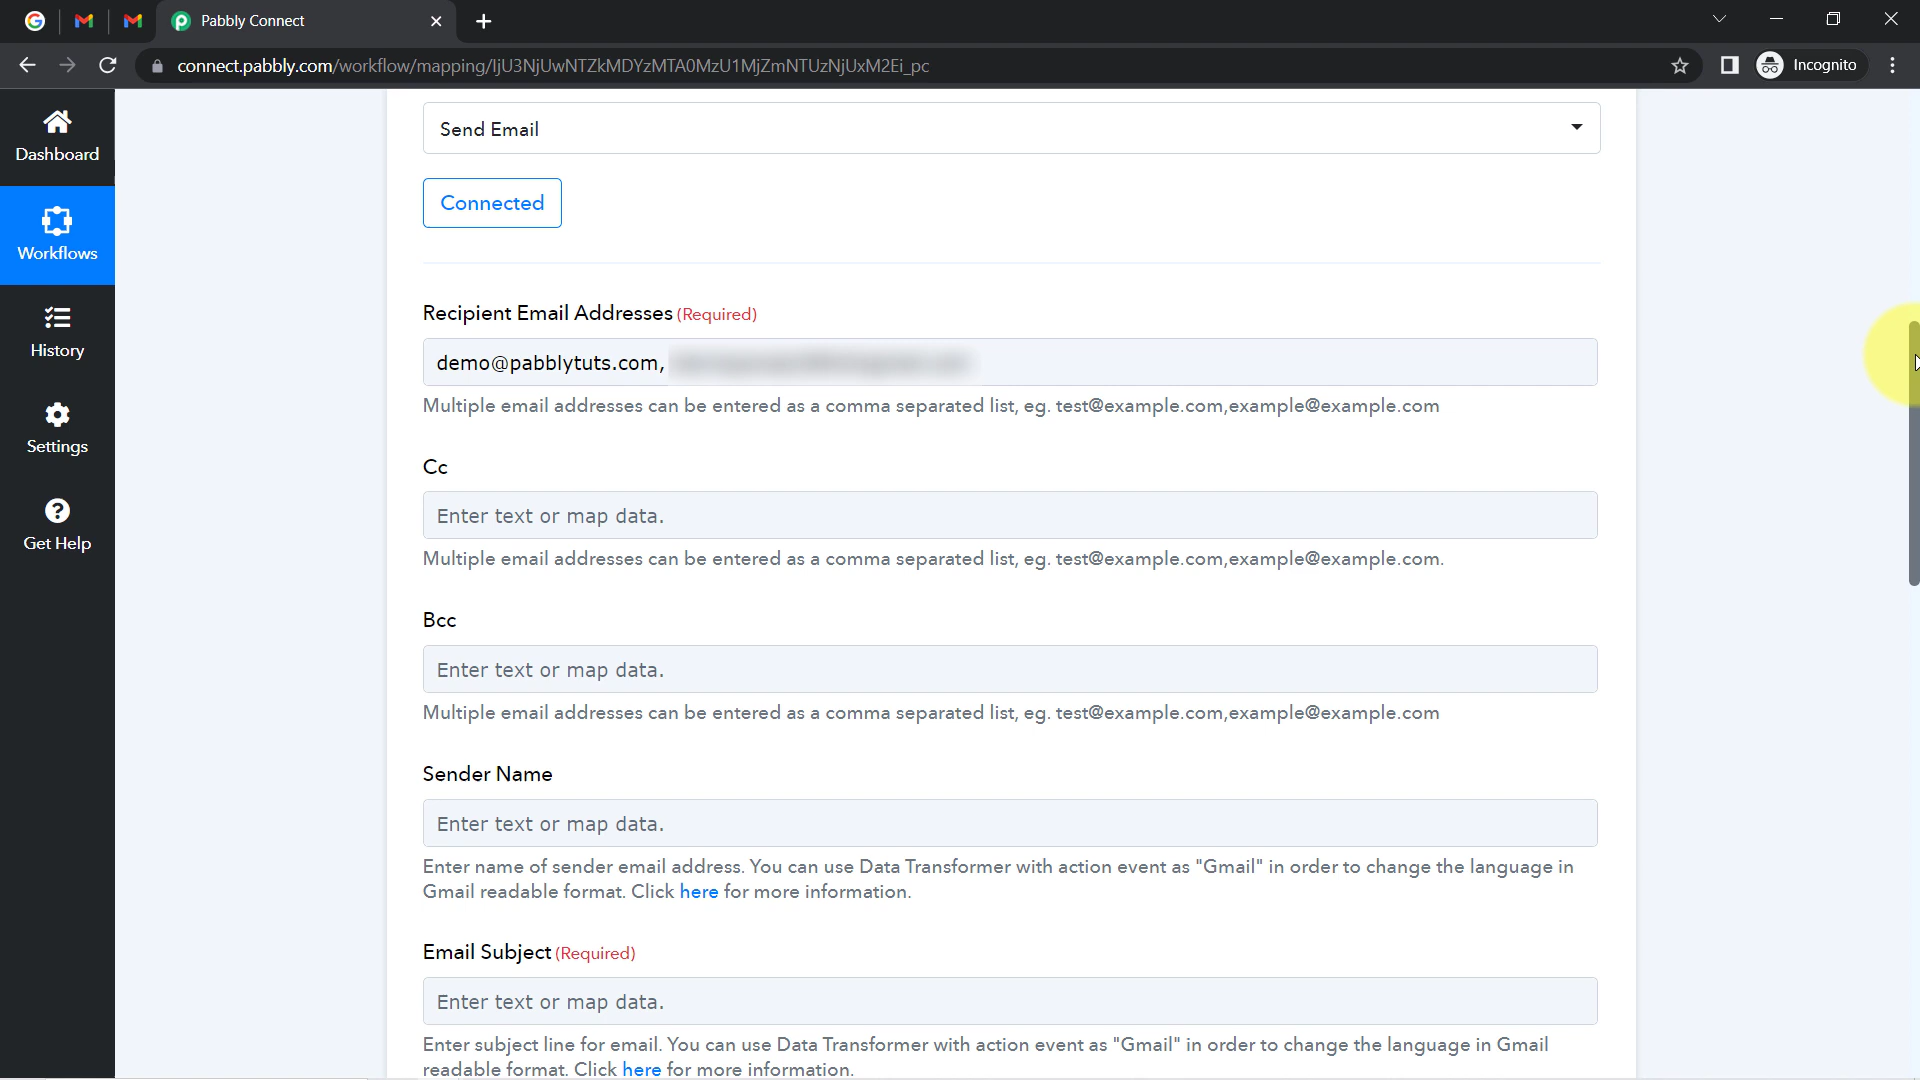 Pabbly Connect
connect.pabbly.com/workflow/mapping/IjU3NjUwNTZkMDYzMTA0MzU1MjZmNTUzNjUxM2Ei_pc
Incognito
Dashboard
Workflows
History
Settings
Get Help
Send Email
Connected
Recipient Email Addresses (Required)
demo@pabblytuts.com,
Multiple email addresses can be entered as a comma separated list, eg. test@example.com,example@example.com
Cc
Enter text or map data.
Multiple email addresses can be entered as a comma separated list, eg. test@example.com,example@example.com.
Bcc
Enter text or map data.
Multiple email addresses can be entered as a comma separated list, eg. test@example.com,example@example.com
Sender Name
Enter text or map data.
Enter name of sender email address. You can use Data Transformer with action event as "Gmail" in order to change the language in
Gmail readable format. Click here for more information.
Email Subject (Required)
Enter text or map data.
Enter subject line for email. You can use Data Transformer with action event as "Gmail" in order to change the language in Gmail
readable format. Click here for more information.